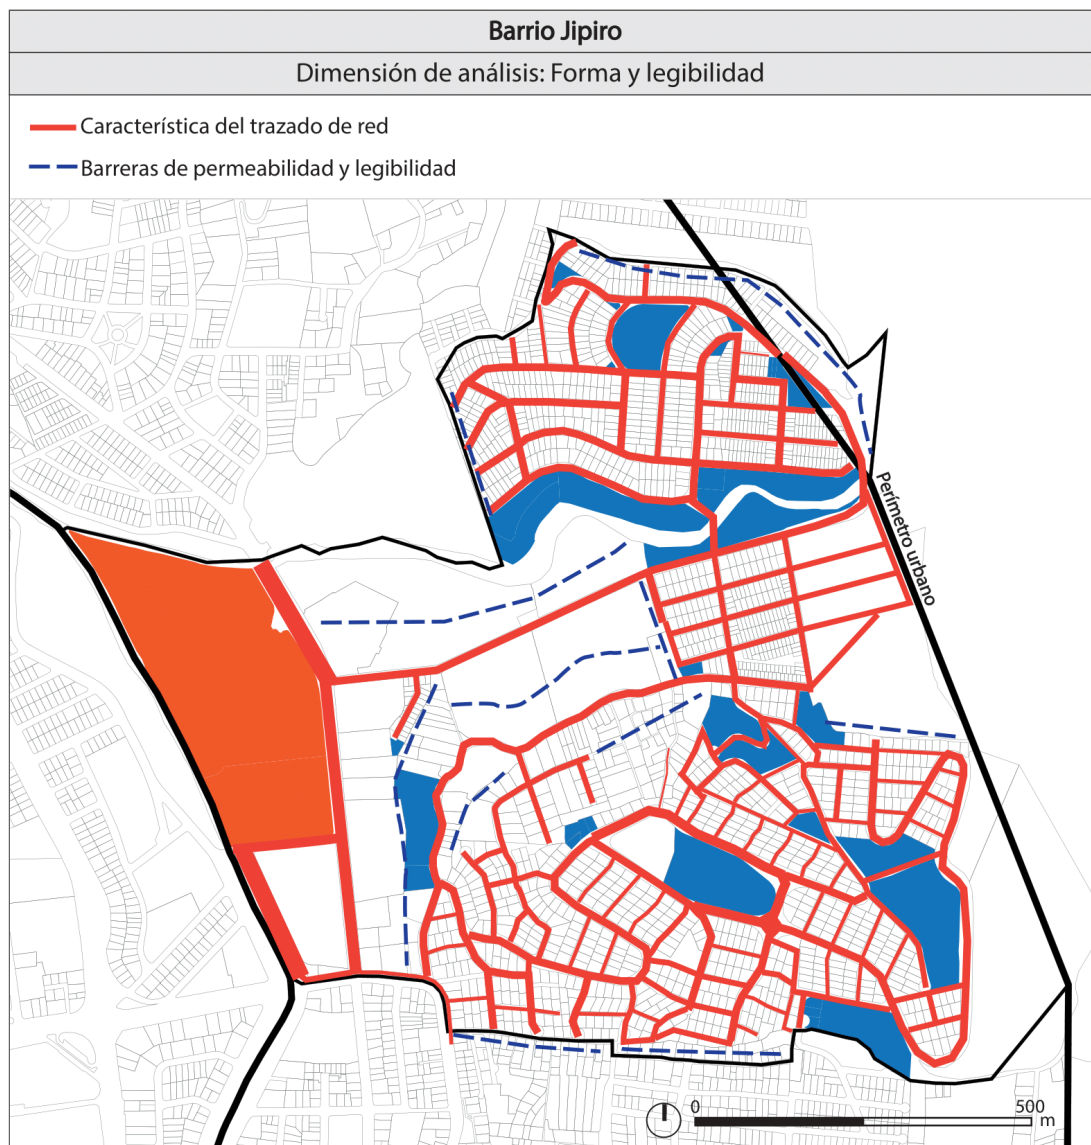 Barrio Jipiro
Dimensión de análisis: Forma y legibilidad
Característica del trazado de red
Barreras de permeabilidad y legibilidad
Perímetro urbano
0 500
m